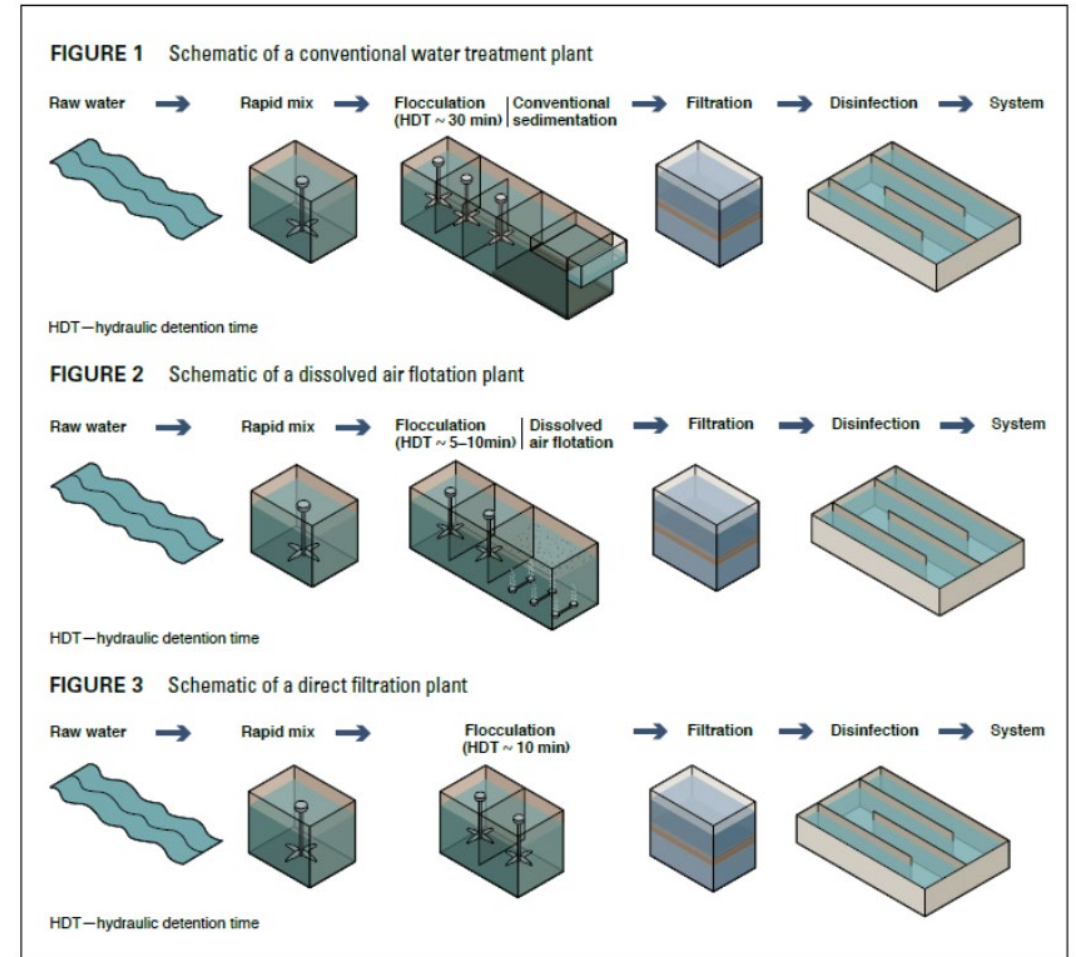 FIGURE 1 Schematic of a conventional water treatment plant
Raw water Rapid mix Flocculation Conventional Filtration Disinfection System
(HDT ~ 30 min) sedimentation
HDT—hydraulic detention time
FIGURE 2 Schematic of a dissolved air flotation plant
Raw water Rapid mix Flocculation Dissolved Filtration Disinfection System
(HDT ~ 5–10min) air flotation
HDT—hydraulic detention time
FIGURE 3 Schematic of a direct filtration plant
Raw water Rapid mix Flocculation Filtration Disinfection System
(HDT ~ 10 min)
HDT—hydraulic detention time